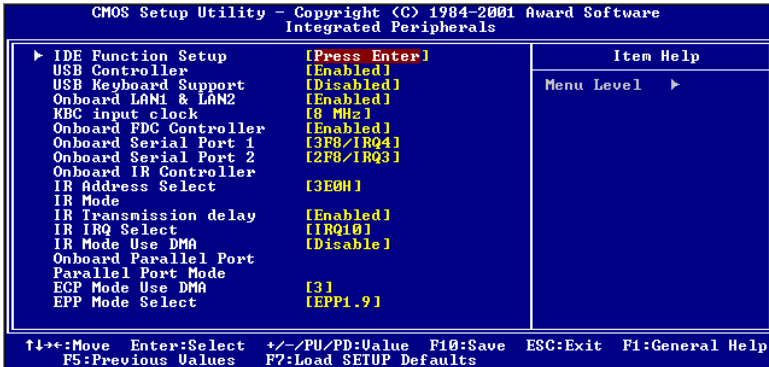 CMOS Setup Utility - Copyright (C) 1984-2001 Award Software
Integrated Peripherals
► IDE Function Setup [Press Enter]
USB Controller [Enabled]
USB Keyboard Support [Disabled]
Onboard LAN1 & LAN2 [Enabled]
KBC input clock [8 MHz]
Onboard FDC Controller [Enabled]
Onboard Serial Port 1 [3F8/IRQ4]
Onboard Serial Port 2 [2F8/IRQ3]
Onboard IR Controller
IR Address Select [3E0H]
IR Mode
IR Transmission delay [Enabled]
IR IRQ Select [IRQ10]
IR Mode Use DMA [Disable]
Onboard Parallel Port
Parallel Port Mode
ECP Mode Use DMA [3]
EPP Mode Select [EPP1.9]
Item Help
Menu Level ►
↑↓→←:Move Enter:Select +/-/PU/PD:Value F10:Save ESC:Exit F1:General Help
F5:Previous Values F7:Load SETUP Defaults